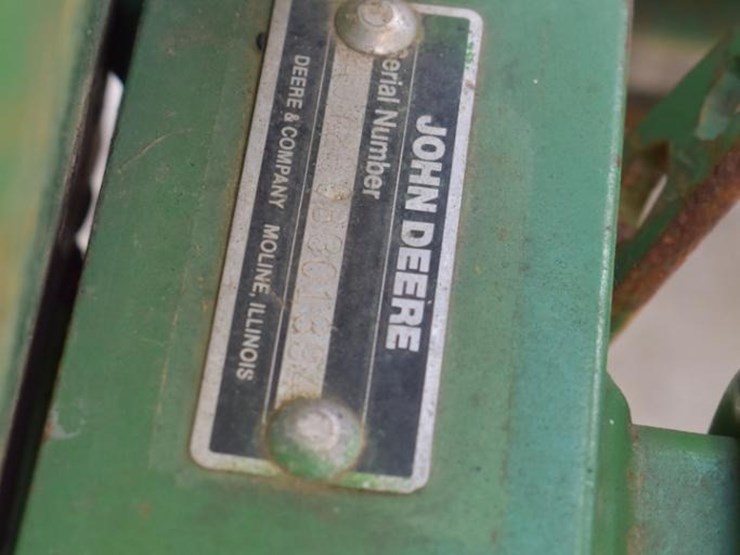 JOHN DEERE
erial Number
DEERE & COMPANY MOLINE, ILLINOIS